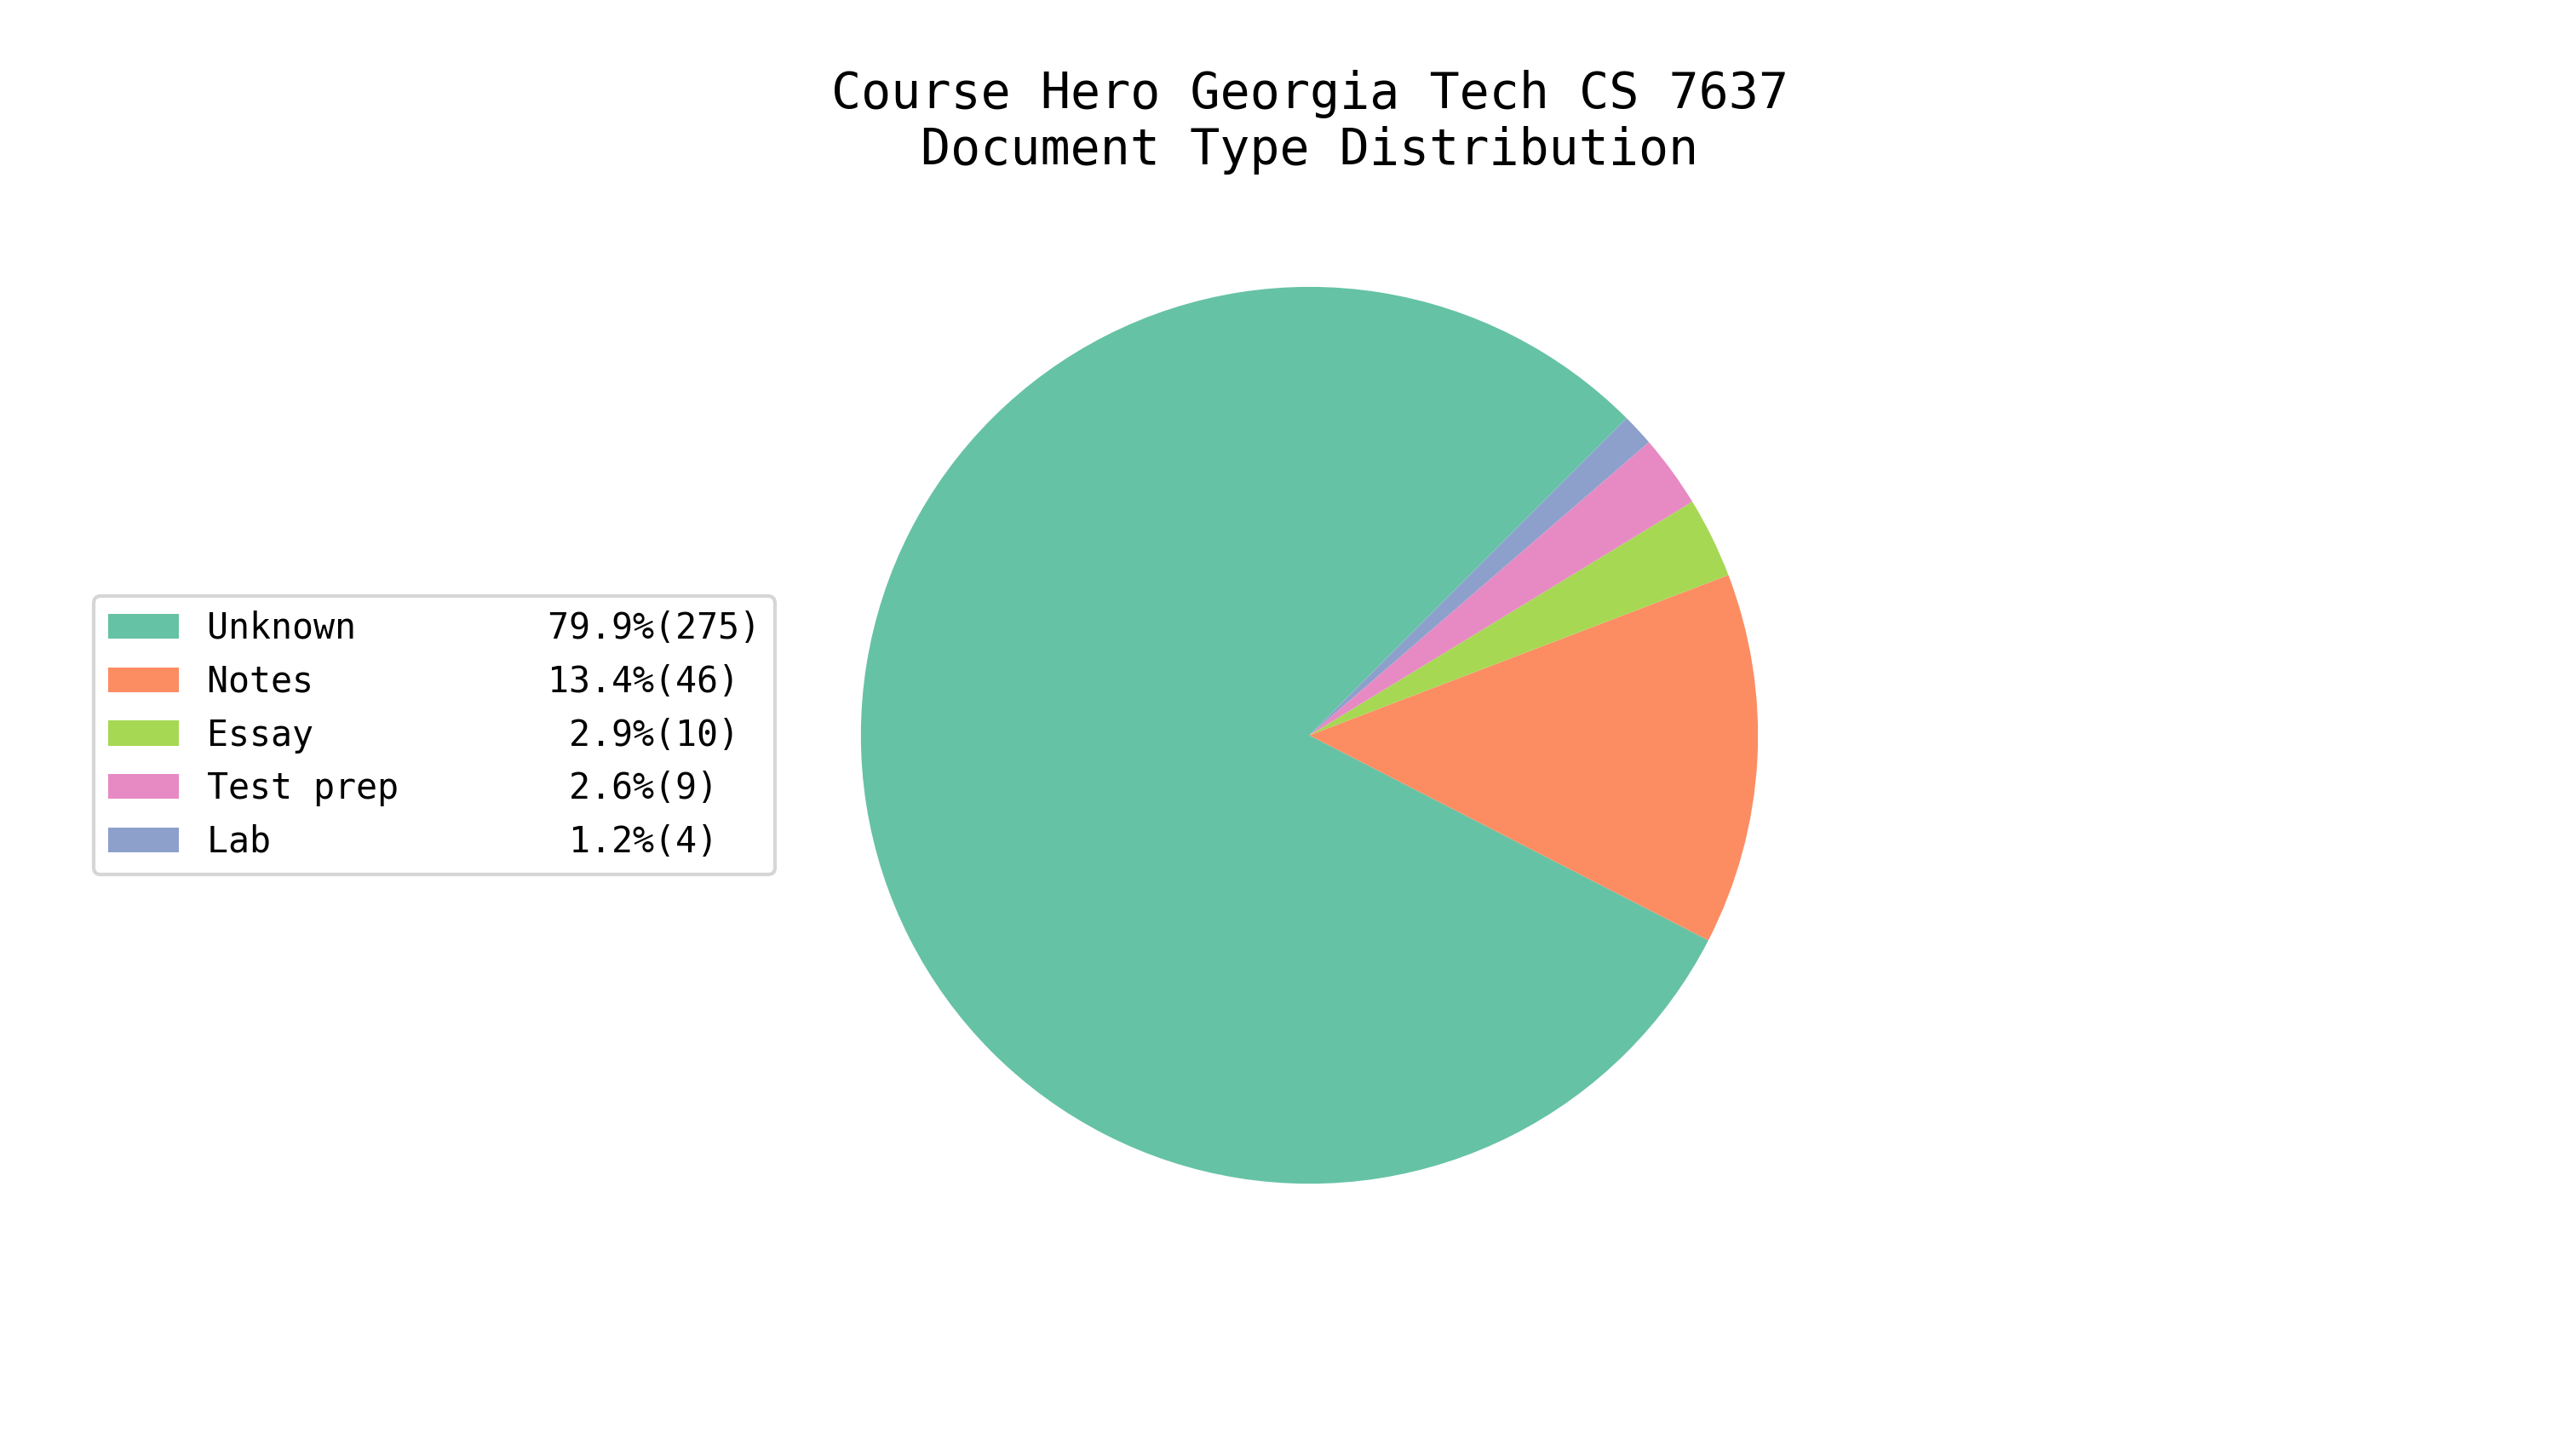 Course Hero Georgia Tech CS 7637
Document Type Distribution
Unknown 79.9%(275)
Notes 13.4%(46)
Essay 2.9%(10)
Test prep 2.6%(9)
Lab 1.2%(4)